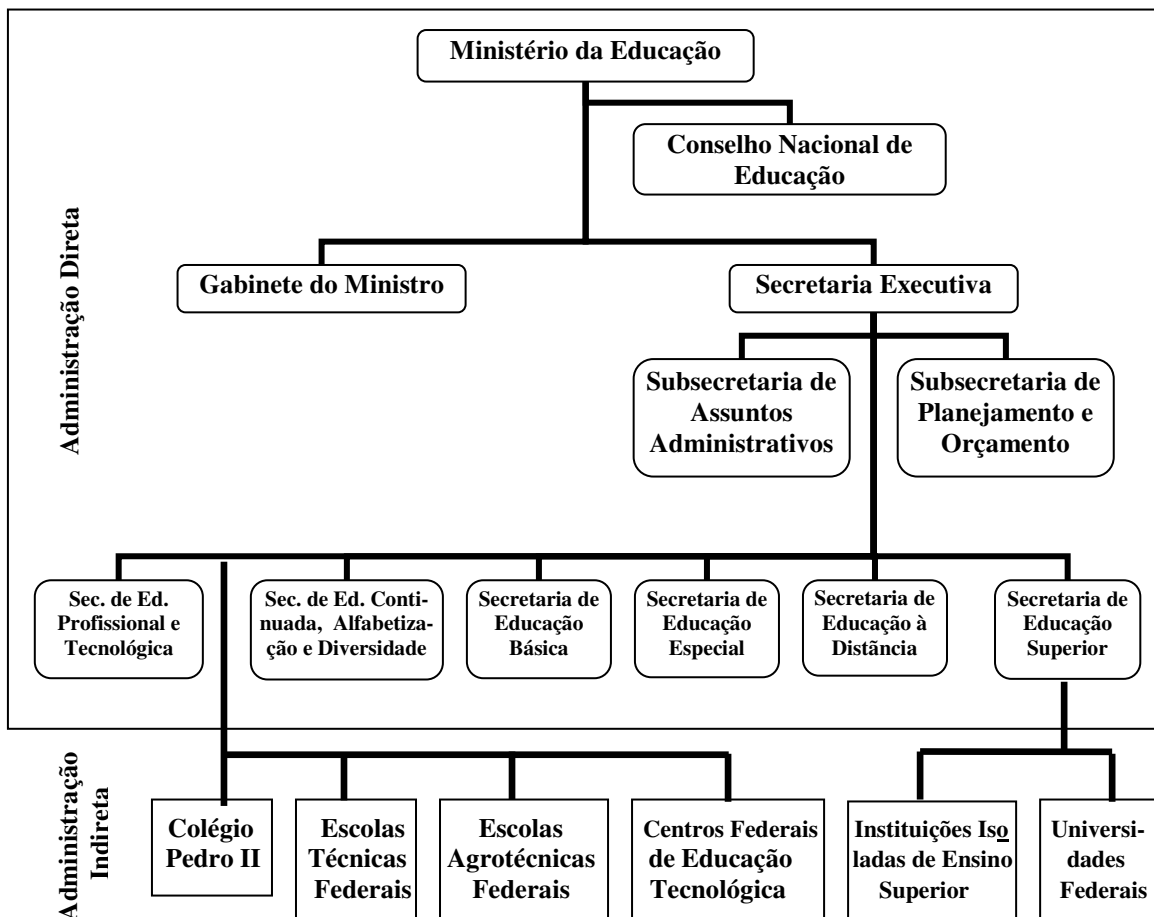 Ministério da Educação
Conselho Nacional de
Educação
Administração Direta
Gabinete do Ministro
Secretaria Executiva
Subsecretaria de
Assuntos
Administrativos
Subsecretaria de
Planejamento e
Orçamento
Sec. de Ed.
Profissional e
Tecnológica
Sec. de Ed. Conti-
nuada, Alfabetiza-
ção e Diversidade
Secretaria de
Educação
Básica
Secretaria de
Educação
Especial
Secretaria de
Educação à
Distãncia
Secretaria de
Educação
Superior
Administração
Indireta
Colégio
Pedro II
Escolas
Técnicas
Federais
Escolas
Agrotécnicas
Federais
Centros Federais
de Educação
Tecnológica
Instituições Iso
ladas de Ensino
Superior
Universi-
dades
Federais